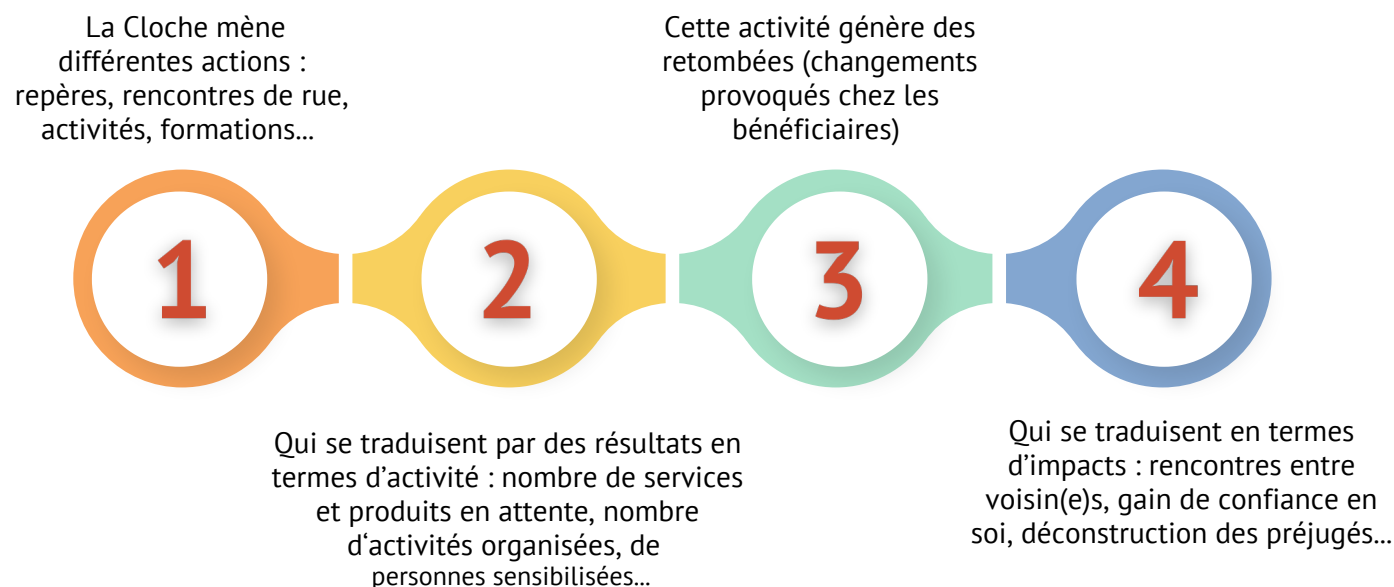 La Cloche mène
différentes actions :
repères, rencontres de rue,
activités, formations...
1
Qui se traduisent par des résultats en
termes d’activité : nombre de services
et produits en attente, nombre
d‘activités organisées, de
personnes sensibilisées...
2
Cette activité génère des
retombées (changements
provoqués chez les
bénéficiaires)
3
Qui se traduisent en termes
d’impacts : rencontres entre
voisin(e)s, gain de confiance en
soi, déconstruction des préjugés...
4